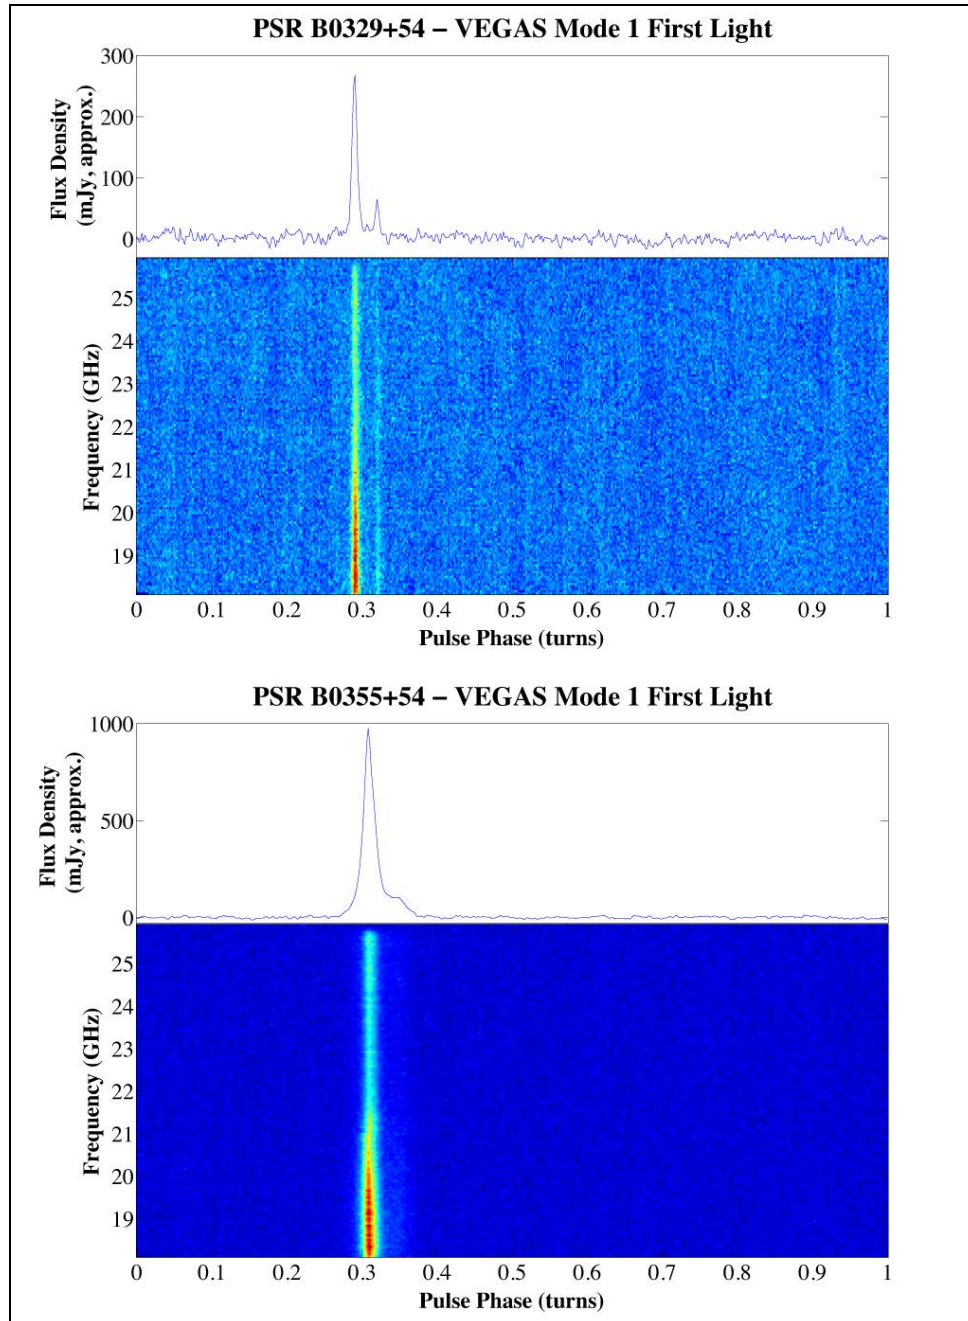 PSR B0329+54 – VEGAS Mode 1 First Light
Flux Density
(mJy, approx.)
300
200
100
0
Frequency (GHz)
25
24
23
22
21
20
19
0 0.1 0.2 0.3 0.4 0.5 0.6 0.7 0.8 0.9 1
Pulse Phase (turns)
PSR B0355+54 – VEGAS Mode 1 First Light
Flux Density
(mJy, approx.)
1000
500
0
Frequency (GHz)
25
24
23
22
21
20
19
0 0.1 0.2 0.3 0.4 0.5 0.6 0.7 0.8 0.9 1
Pulse Phase (turns)